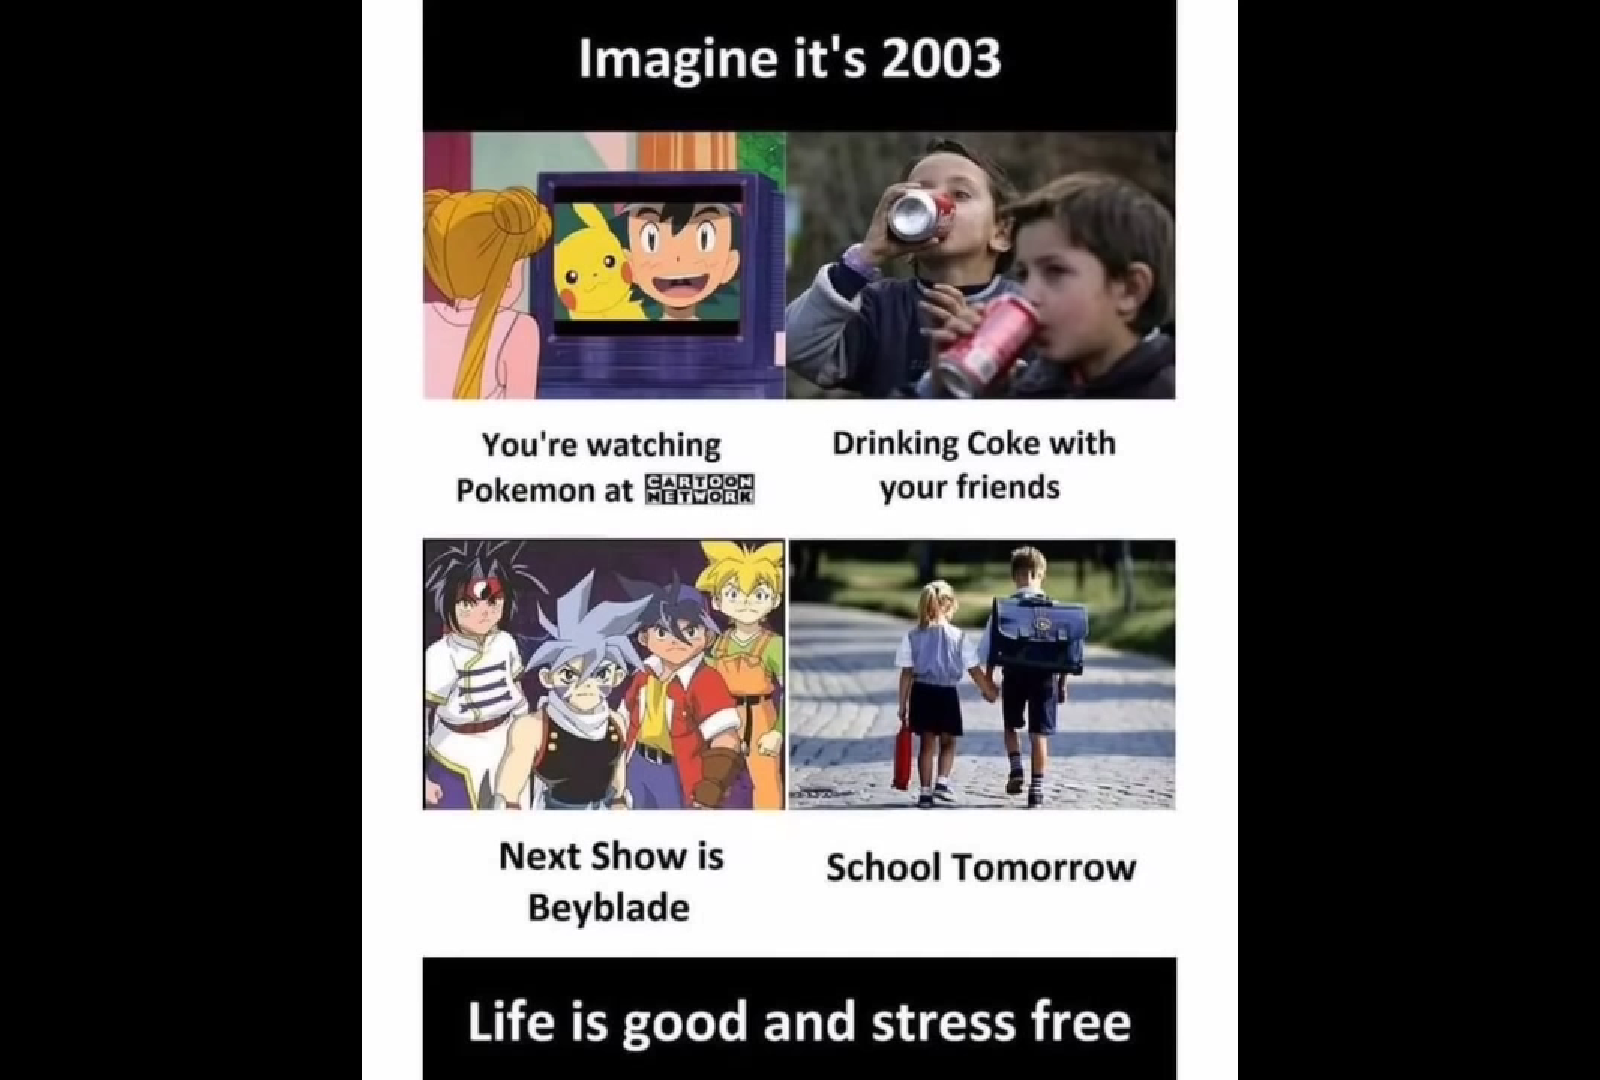 Imagine it's 2003
You're watching
Pokemon at CARTOON NETWORK
Drinking Coke with
your friends
Next Show is
Beyblade
School Tomorrow
Life is good and stress free